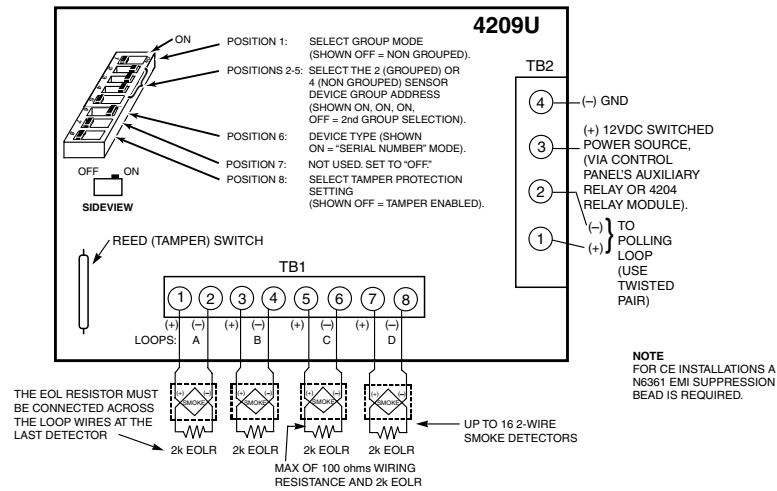 4209U
ON
POSITION 1: SELECT GROUP MODE
(SHOWN OFF = NON GROUPED).
POSITIONS 2-5: SELECT THE 2 (GROUPED) OR
4 (NON GROUPED) SENSOR
DEVICE GROUP ADDRESS
(SHOWN ON, ON, ON,
OFF = 2nd GROUP SELECTION).
POSITION 6: DEVICE TYPE (SHOWN
ON = "SERIAL NUMBER" MODE).
POSITION 7: NOT USED. SET TO "OFF."
POSITION 8: SELECT TAMPER PROTECTION
SETTING
(SHOWN OFF = TAMPER ENABLED).
OFF ON
SIDEVIEW
REED (TAMPER) SWITCH
TB2
4 (–) GND
3 (+) 12VDC SWITCHED
POWER SOURCE,
(VIA CONTROL
PANEL'S AUXILIARY
RELAY OR 4204
RELAY MODULE).
2
1
(–) (+) } TO
POLLING
LOOP
(USE
TWISTED
PAIR)
TB1
1 2 3 4 5 6 7 8
(+) (–) (+) (–) (+) (–) (+) (–)
LOOPS: A B C D
NOTE
FOR CE INSTALLATIONS A
N6361 EMI SUPPRESSION
BEAD IS REQUIRED.
(+) (–) (+) (–) (+) (–) (+) (–)
SMOKE SMOKE SMOKE SMOKE
THE EOL RESISTOR MUST
BE CONNECTED ACROSS
THE LOOP WIRES AT THE
LAST DETECTOR
2k EOLR 2k EOLR 2k EOLR 2k EOLR
UP TO 16 2-WIRE
SMOKE DETECTORS
MAX OF 100 ohms WIRING
RESISTANCE AND 2k EOLR